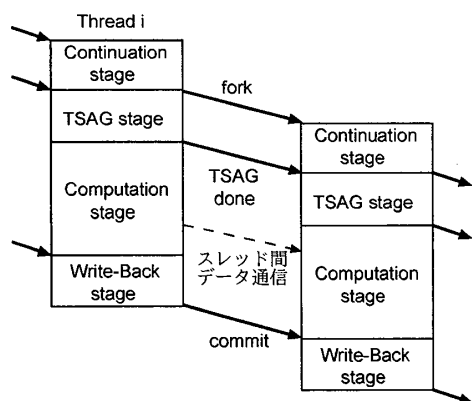 Thread i
Continuation
stage
TSAG stage
Computation
stage
Write-Back
stage
fork
TSAG
done
スレッド間
データ通信
commit
Continuation
stage
TSAG stage
Computation
stage
Write-Back
stage